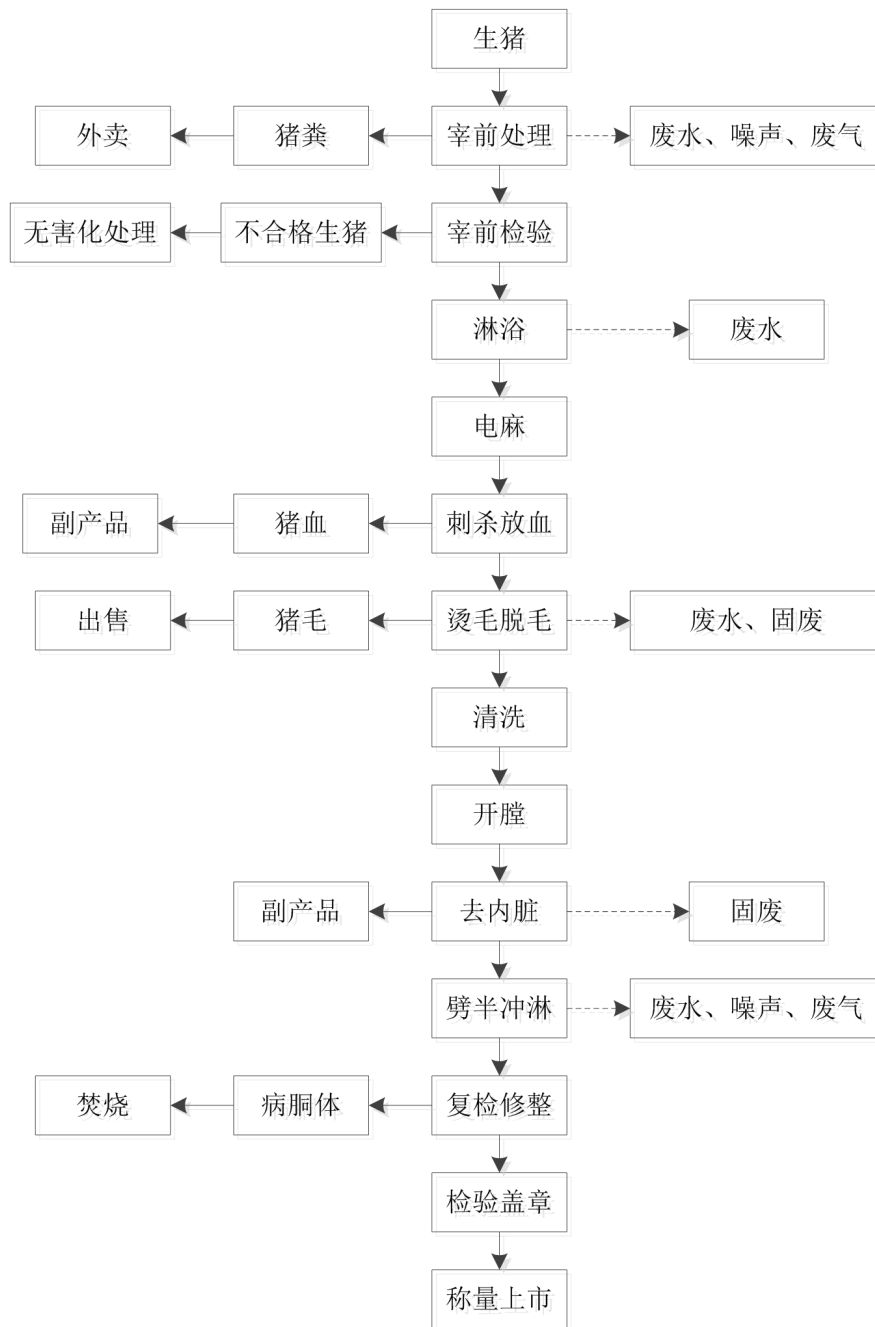 生猪
外卖 猪粪 宰前处理 废水、噪声、废气
无害化处理 不合格生猪 宰前检验
淋浴 废水
电麻
副产品 猪血 刺杀放血
出售 猪毛 烫毛脱毛 废水、固废
清洗
开膛
副产品 去内脏 固废
劈半冲淋 废水、噪声、废气
焚烧 病胴体 复检修整
检验盖章
称量上市